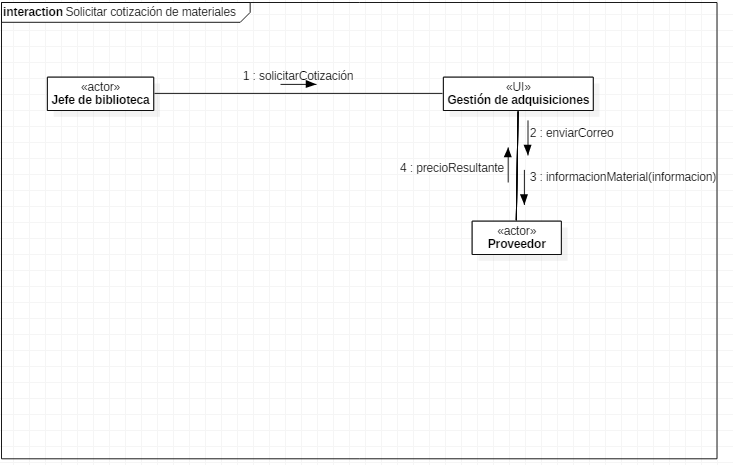 interaction Solicitar cotización de materiales
1 : solicitarCotización
«actor»
Jefe de biblioteca
«UI»
Gestión de adquisiciones
2 : enviarCorreo
4 : precioResultante
3 : informacionMaterial(informacion)
«actor»
Proveedor